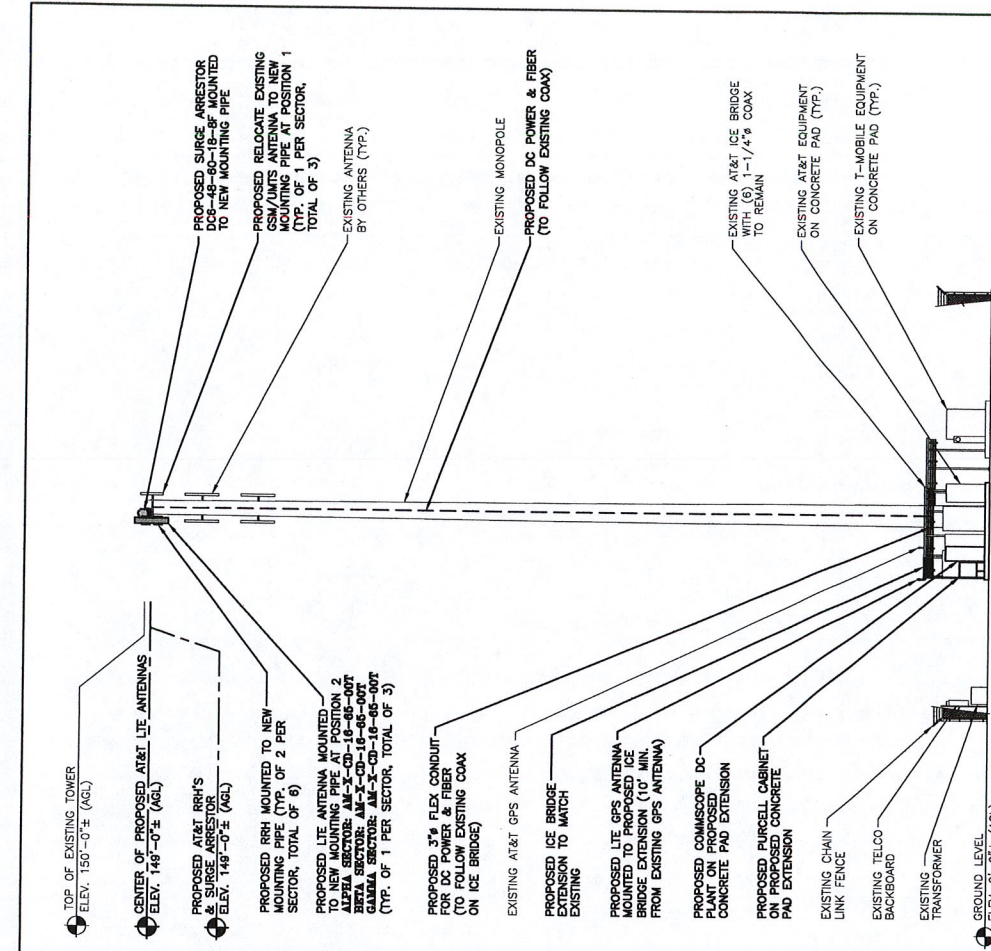 TOP OF EXISTING TOWER
ELEV. 150'-0"± (AGL)
CENTER OF PROPOSED AT&T LTE ANTENNAS
ELEV. 149'-0"± (AGL)
PROPOSED AT&T RRH'S
& SURGE ARRESTOR
ELEV. 149'-0"± (AGL)
PROPOSED RRH MOUNTED TO NEW
MOUNTING PIPE (TYP. OF 2 PER
SECTOR, TOTAL OF 6)
PROPOSED LTE ANTENNA MOUNTED
TO NEW MOUNTING PIPE AT POSITION 2
ALPHA SECTOR: AM-X-CD-16-65-00T
BETA SECTOR: AM-X-CD-16-65-00T
GAMMA SECTOR: AM-X-CD-16-65-00T
(TYP. OF 1 PER SECTOR, TOTAL OF 3)
PROPOSED 3"ø FLEX CONDUIT
FOR DC POWER & FIBER
(TO FOLLOW EXISTING COAX
ON ICE BRIDGE)
EXISTING AT&T GPS ANTENNA
PROPOSED ICE BRIDGE
EXTENSION TO MATCH
EXISTING
PROPOSED LTE GPS ANTENNA
MOUNTED TO PROPOSED ICE
BRIDGE EXTENSION (10' MIN.
FROM EXISTING GPS ANTENNA)
PROPOSED COMMSCOPE DC
PLANT ON PROPOSED
CONCRETE PAD EXTENSION
PROPOSED PURCELL CABINET
ON PROPOSED CONCRETE
PAD EXTENSION
EXISTING CHAIN
LINK FENCE
EXISTING TELCO
BACKBOARD
EXISTING
TRANSFORMER
GROUND LEVEL
PROPOSED SURGE ARRESTOR
DC6-48-60-18-8F MOUNTED
TO NEW MOUNTING PIPE
PROPOSED RELOCATE EXISTING
GSM/UMTS ANTENNA TO NEW
MOUNTING PIPE AT POSITION 1
(TYP. OF 1 PER SECTOR,
TOTAL OF 3)
EXISTING ANTENNA
BY OTHERS (TYP.)
EXISTING MONOPOLE
PROPOSED DC POWER & FIBER
(TO FOLLOW EXISTING COAX)
EXISTING AT&T ICE BRIDGE
WITH (6) 1-1/4"ø COAX
TO REMAIN
EXISTING AT&T EQUIPMENT
ON CONCRETE PAD (TYP.)
EXISTING T-MOBILE EQUIPMENT
ON CONCRETE PAD (TYP.)